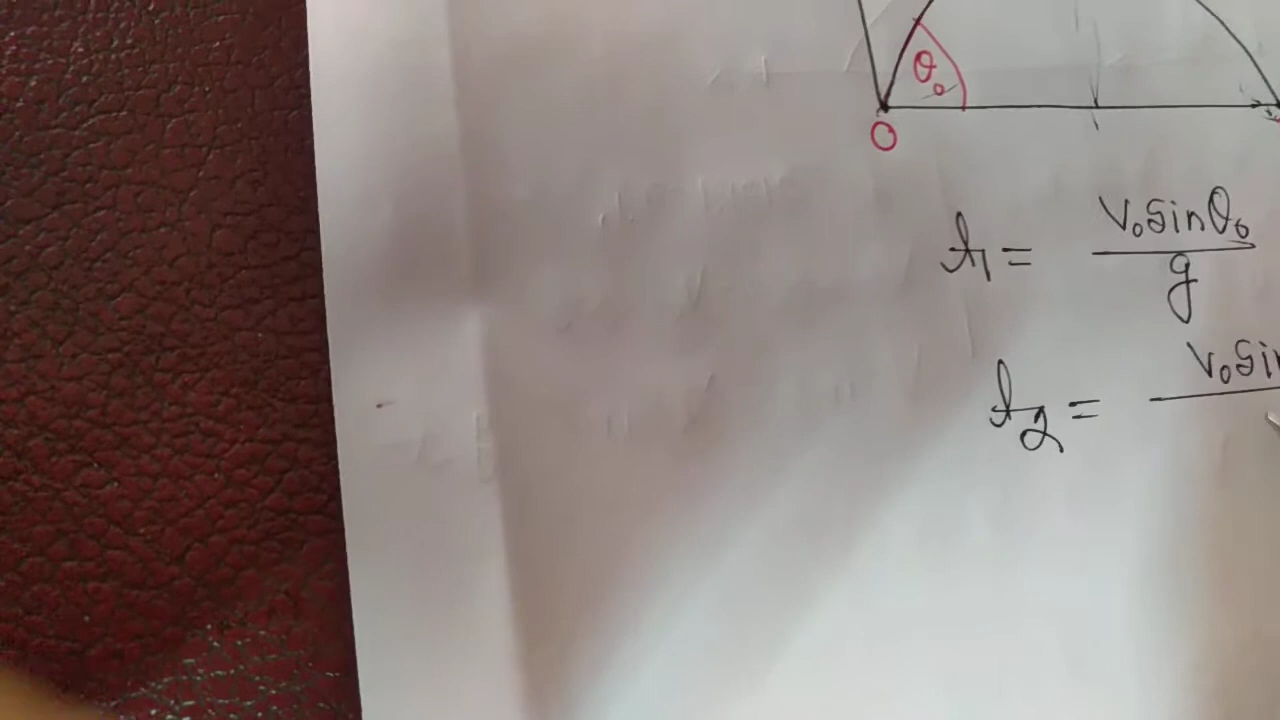 θ₀
O
t₁ = V₀sinθ₀ / g
t₂ = V₀sin